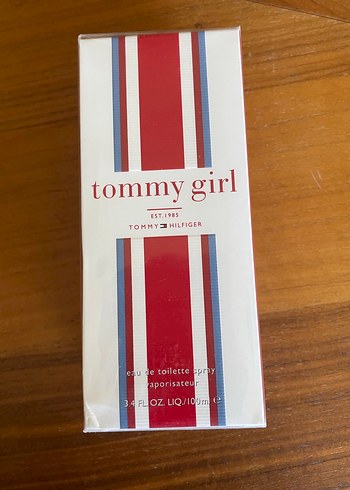 tommy girl
EST. 1985
TOMMY HILFIGER
eau de toilette spray
vaporisateur
3.4 FL.OZ. LIQ./100ml ℮